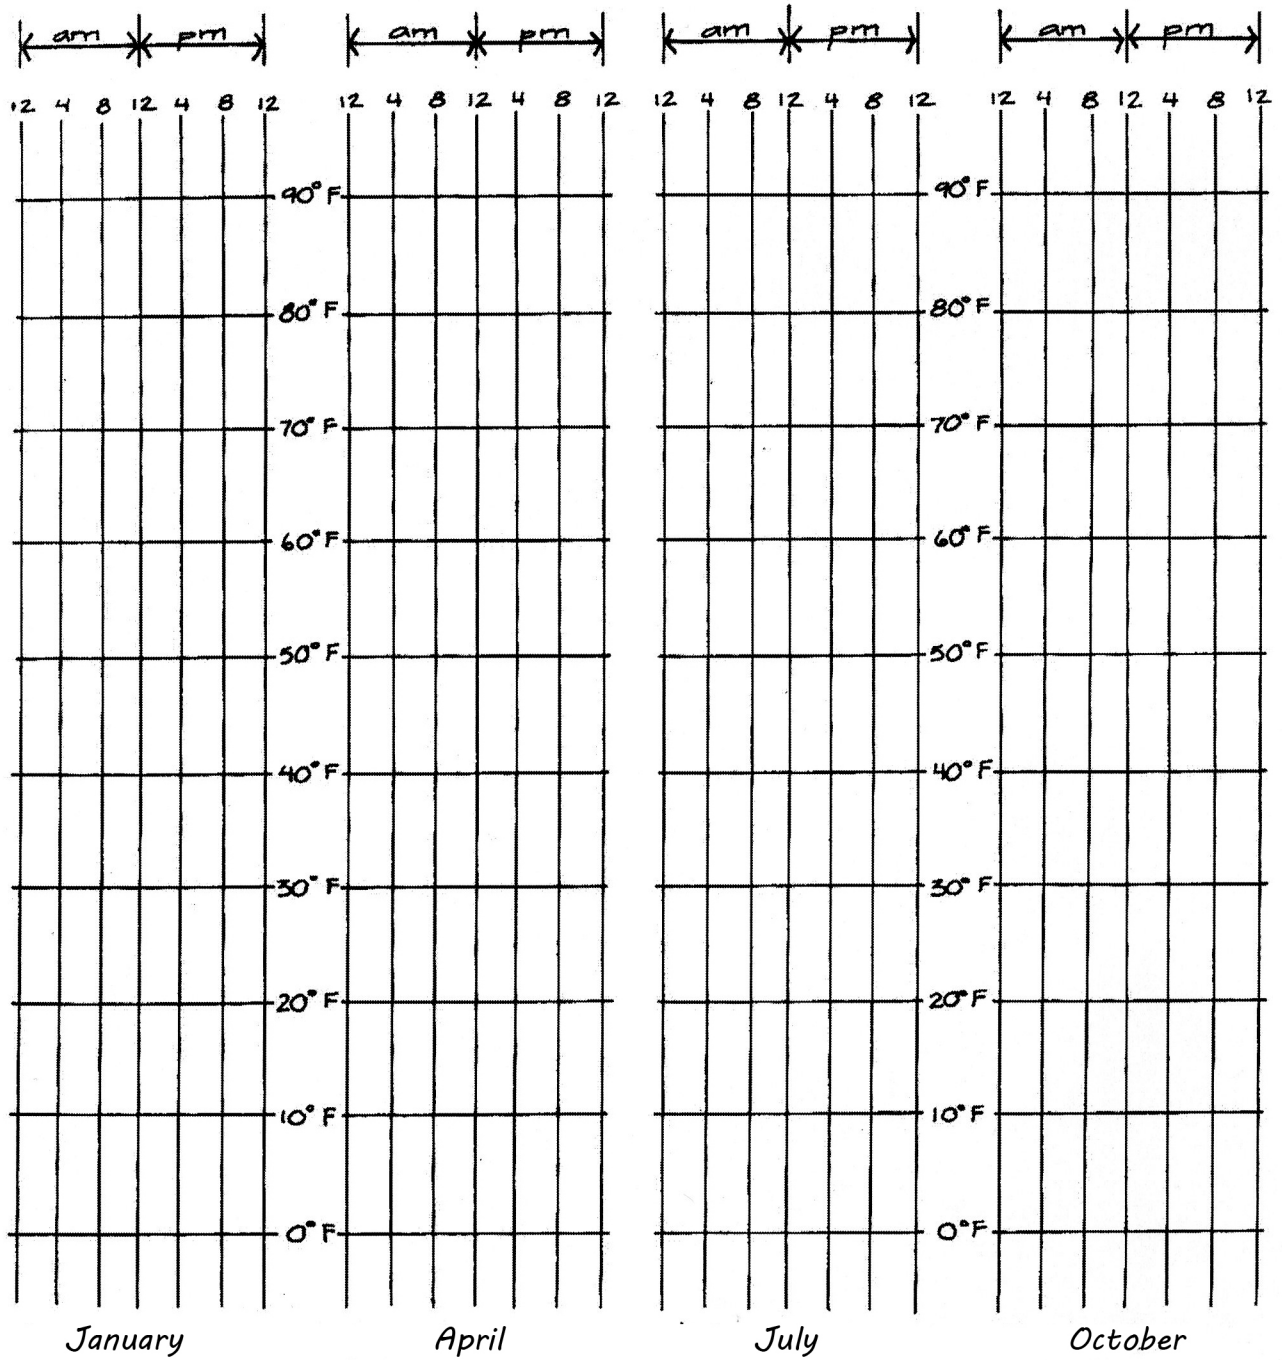 am pm am pm am pm am pm
12 4 8 12 4 8 12 12 4 8 12 4 8 12 12 4 8 12 4 8 12 12 4 8 12 4 8 12
90° F 90° F
80° F 80° F
70° F 70° F
60° F 60° F
50° F 50° F
40° F 40° F
30° F 30° F
20° F 20° F
10° F 10° F
0° F 0° F
January April July October